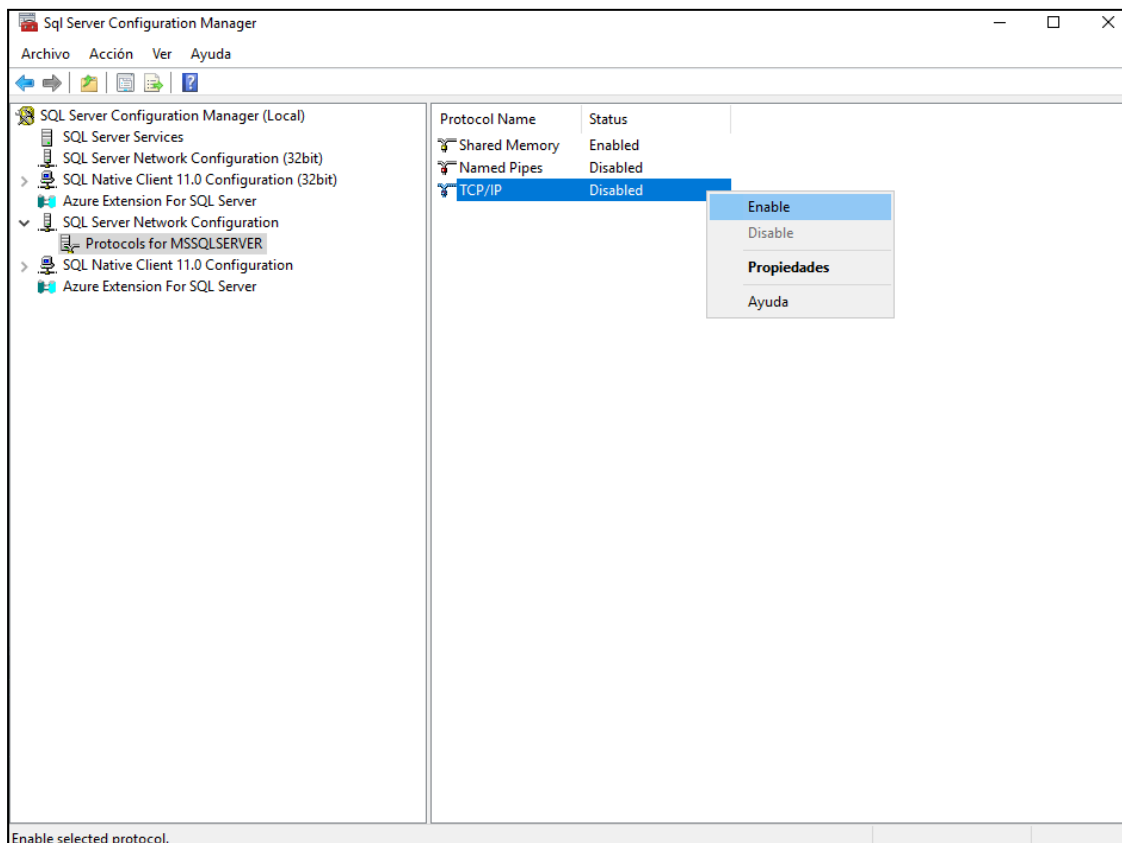 Sql Server Configuration Manager
Archivo Acción Ver Ayuda
SQL Server Configuration Manager (Local)
SQL Server Services
SQL Server Network Configuration (32bit)
SQL Native Client 11.0 Configuration (32bit)
Azure Extension For SQL Server
SQL Server Network Configuration
Protocols for MSSQLSERVER
SQL Native Client 11.0 Configuration
Azure Extension For SQL Server
Protocol Name Status
Shared Memory Enabled
Named Pipes Disabled
TCP/IP Disabled
Enable
Disable
Propiedades
Ayuda
Enable selected protocol.